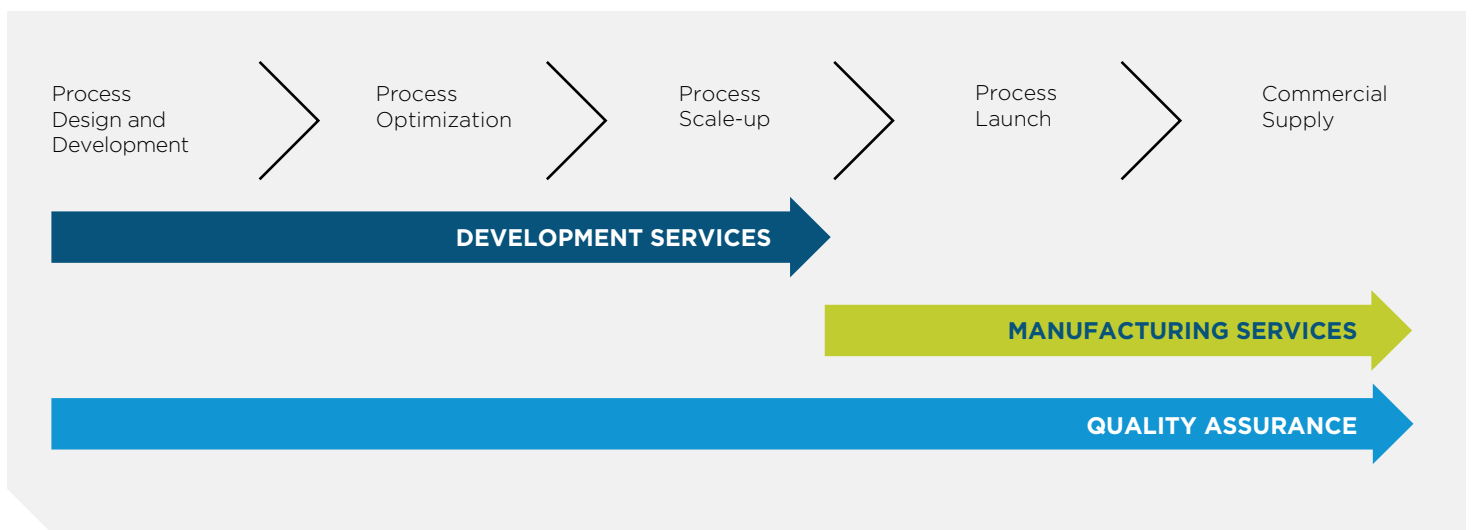 Process
Design and
Development
Process
Optimization
Process
Scale-up
Process
Launch
Commercial
Supply
DEVELOPMENT SERVICES
MANUFACTURING SERVICES
QUALITY ASSURANCE